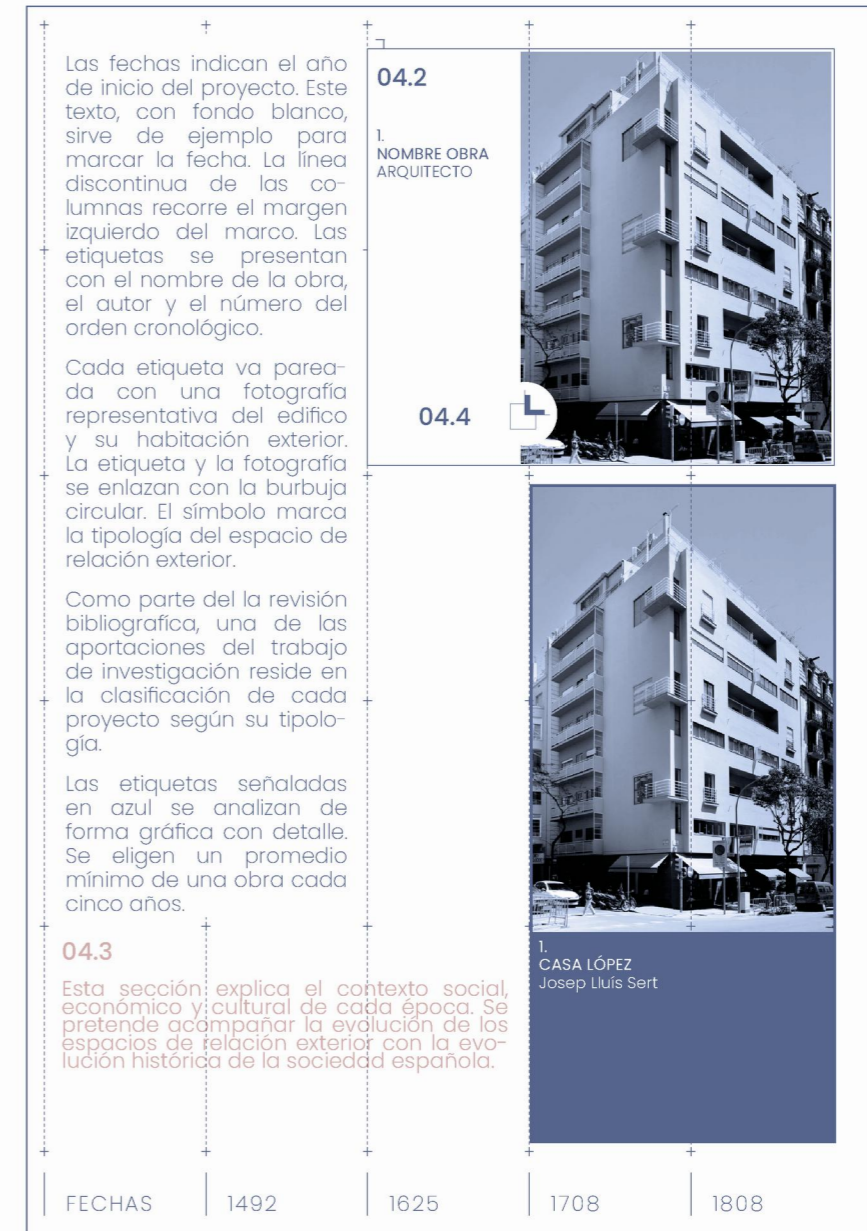 Las fechas indican el año
de inicio del proyecto. Este
texto, con fondo blanco,
sirve de ejemplo para
marcar la fecha. La línea
discontinua de las co-
lumnas recorre el margen
izquierdo del marco. Las
etiquetas se presentan
con el nombre de la obra,
el autor y el número del
orden cronológico.
Cada etiqueta va parea-
da con una fotografía
representativa del edifico
y su habitación exterior.
La etiqueta y la fotografía
se enlazan con la burbuja
circular. El símbolo marca
la tipología del espacio de
relación exterior.
Como parte del la revisión
bibliografíca, una de las
aportaciones del trabajo
de investigación reside en
la clasificación de cada
proyecto según su tipolo-
gía.
Las etiquetas señaladas
en azul se analizan de
forma gráfica con detalle.
Se eligen un promedio
mínimo de una obra cada
cinco años.
04.2
1.
NOMBRE OBRA
ARQUITECTO
04.4
04.3
Esta sección explica el contexto social,
económico y cultural de cada época. Se
pretende acompañar la evolución de los
espacios de relación exterior con la evo-
lución histórica de la sociedad española.
1.
CASA LÓPEZ
Josep Lluís Sert
FECHAS
1492
1625
1708
1808